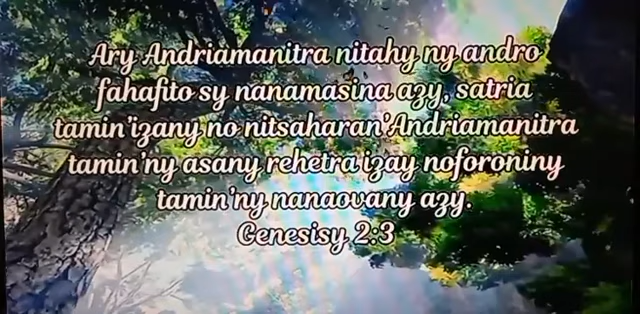 Ary Andriamanitra nitahy ny andro
fahafito sy nanamasina azy, satria
tamin'izany no nitsaharan'Andriamanitra
tamin'ny asany rehetra izay noforoniny
tamin'ny nanaovany azy.
Genesisy 2:3